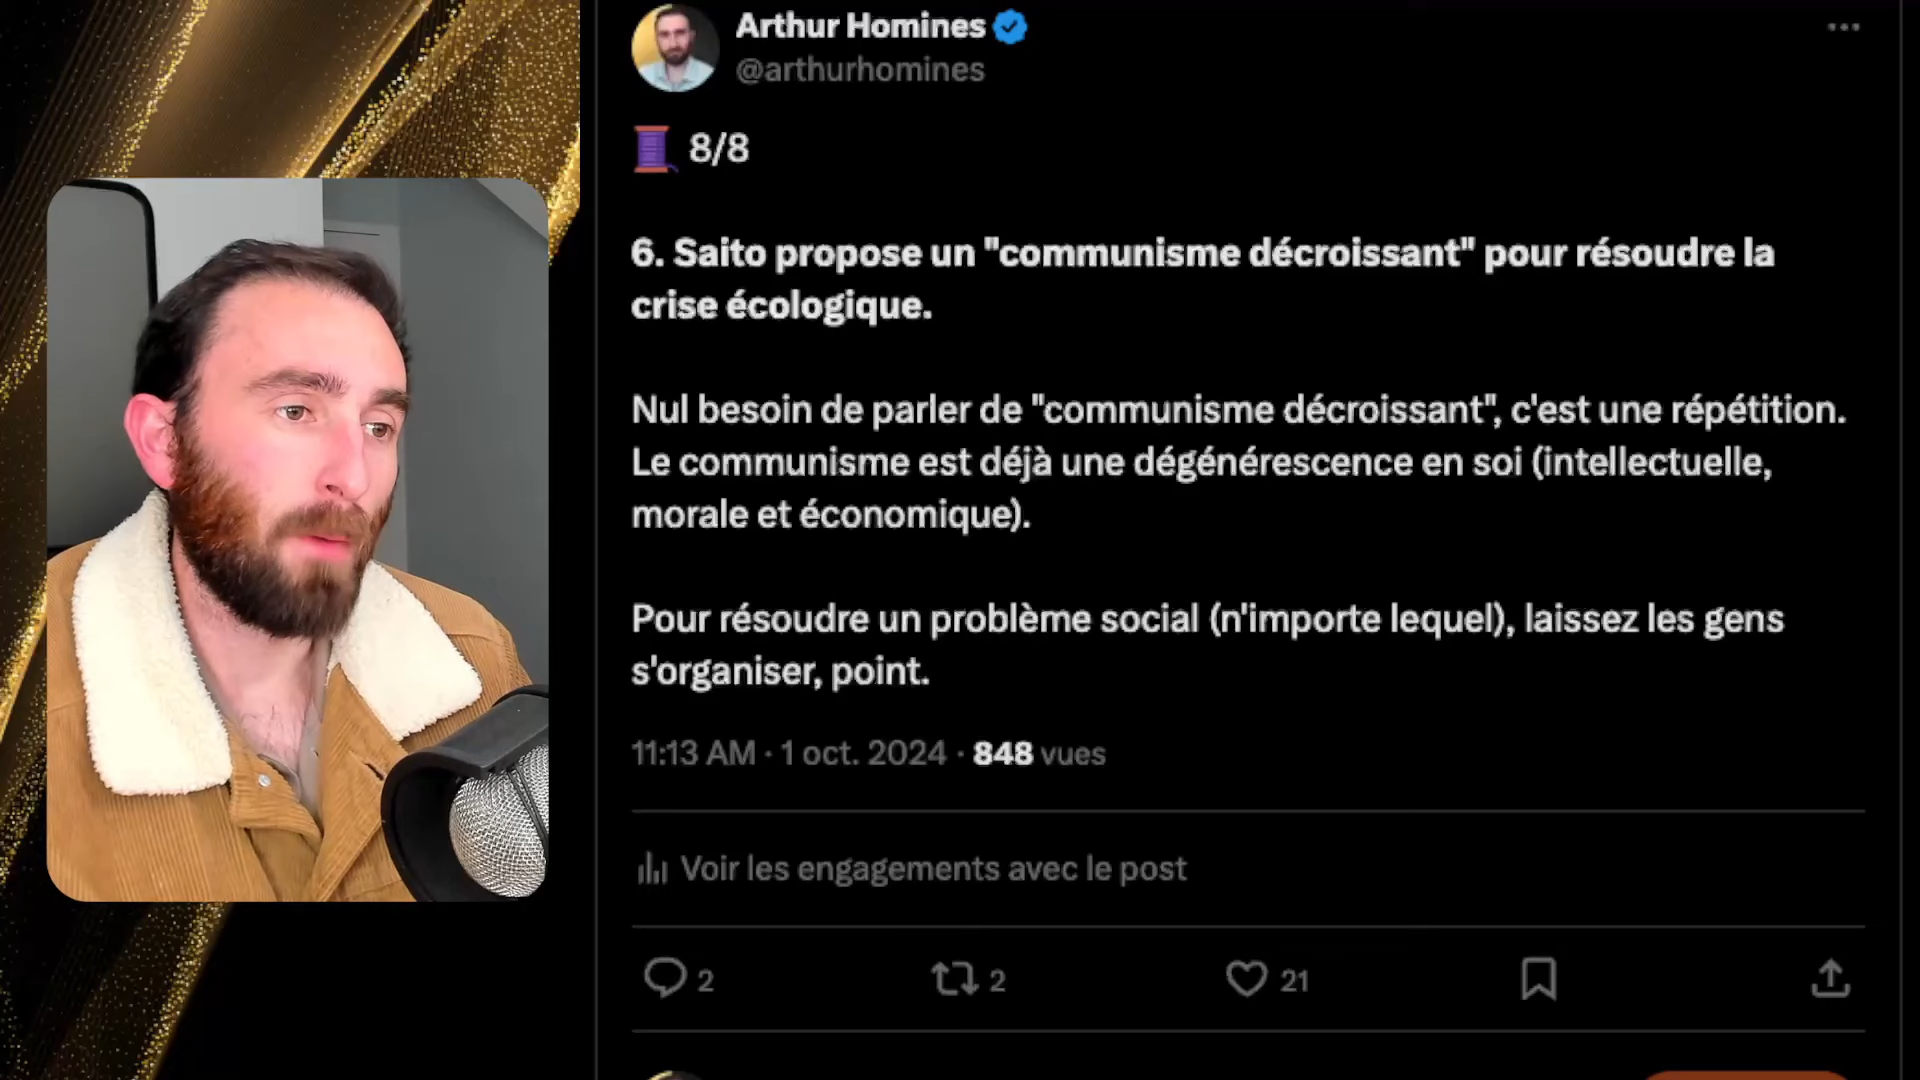 Arthur Homines
@arthurhomines
8/8
6. Saito propose un "communisme décroissant" pour résoudre la
crise écologique.
Nul besoin de parler de "communisme décroissant", c'est une répétition.
Le communisme est déjà une dégénérescence en soi (intellectuelle,
morale et économique).
Pour résoudre un problème social (n'importe lequel), laissez les gens
s'organiser, point.
11:13 AM · 1 oct. 2024 · 848 vues
Voir les engagements avec le post
2 2 21